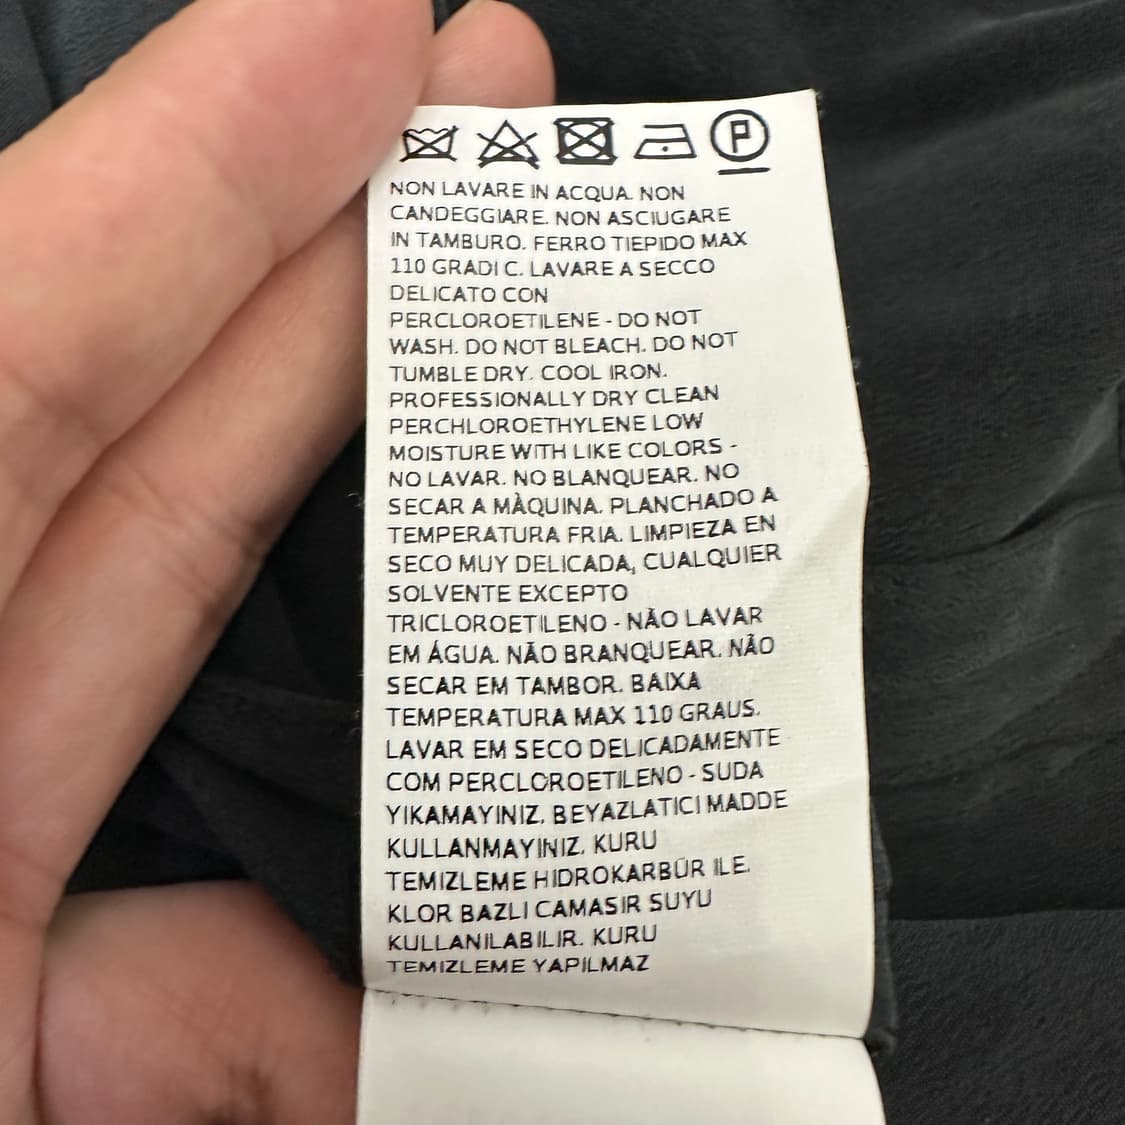 P
NON LAVARE IN ACQUA. NON
CANDEGGIARE. NON ASCIUGARE
IN TAMBURO. FERRO TIEPIDO MAX
110 GRADI C. LAVARE A SECCO
DELICATO CON
PERCLOROETILENE - DO NOT
WASH. DO NOT BLEACH. DO NOT
TUMBLE DRY. COOL IRON.
PROFESSIONALLY DRY CLEAN
PERCHLOROETHYLENE LOW
MOISTURE WITH LIKE COLORS -
NO LAVAR. NO BLANQUEAR. NO
SECAR A MÀQUINA. PLANCHADO A
TEMPERATURA FRIA. LIMPIEZA EN
SECO MUY DELICADA, CUALQUIER
SOLVENTE EXCEPTO
TRICLOROETILENO - NÃO LAVAR
EM ÁGUA. NÃO BRANQUEAR. NÃO
SECAR EM TAMBOR. BAIXA
TEMPERATURA MAX 110 GRAUS.
LAVAR EM SECO DELICADAMENTE
COM PERCLOROETILENO - SUDA
YIKAMAYINIZ. BEYAZLATICI MADDE
KULLANMAYINIZ. KURU
TEMIZLEME HIDROKARBÜR ILE.
KLOR BAZLI CAMASIR SUYU
KULLANILABILIR. KURU
TEMIZLEME YAPILMAZ